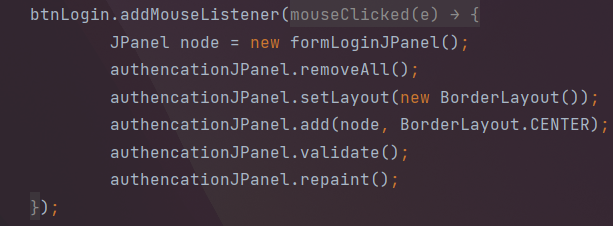 btnLogin.addMouseListener(mouseClicked(e) → {
JPanel node = new formLoginJPanel();
authencationJPanel.removeAll();
authencationJPanel.setLayout(new BorderLayout());
authencationJPanel.add(node, BorderLayout.CENTER);
authencationJPanel.validate();
authencationJPanel.repaint();
});